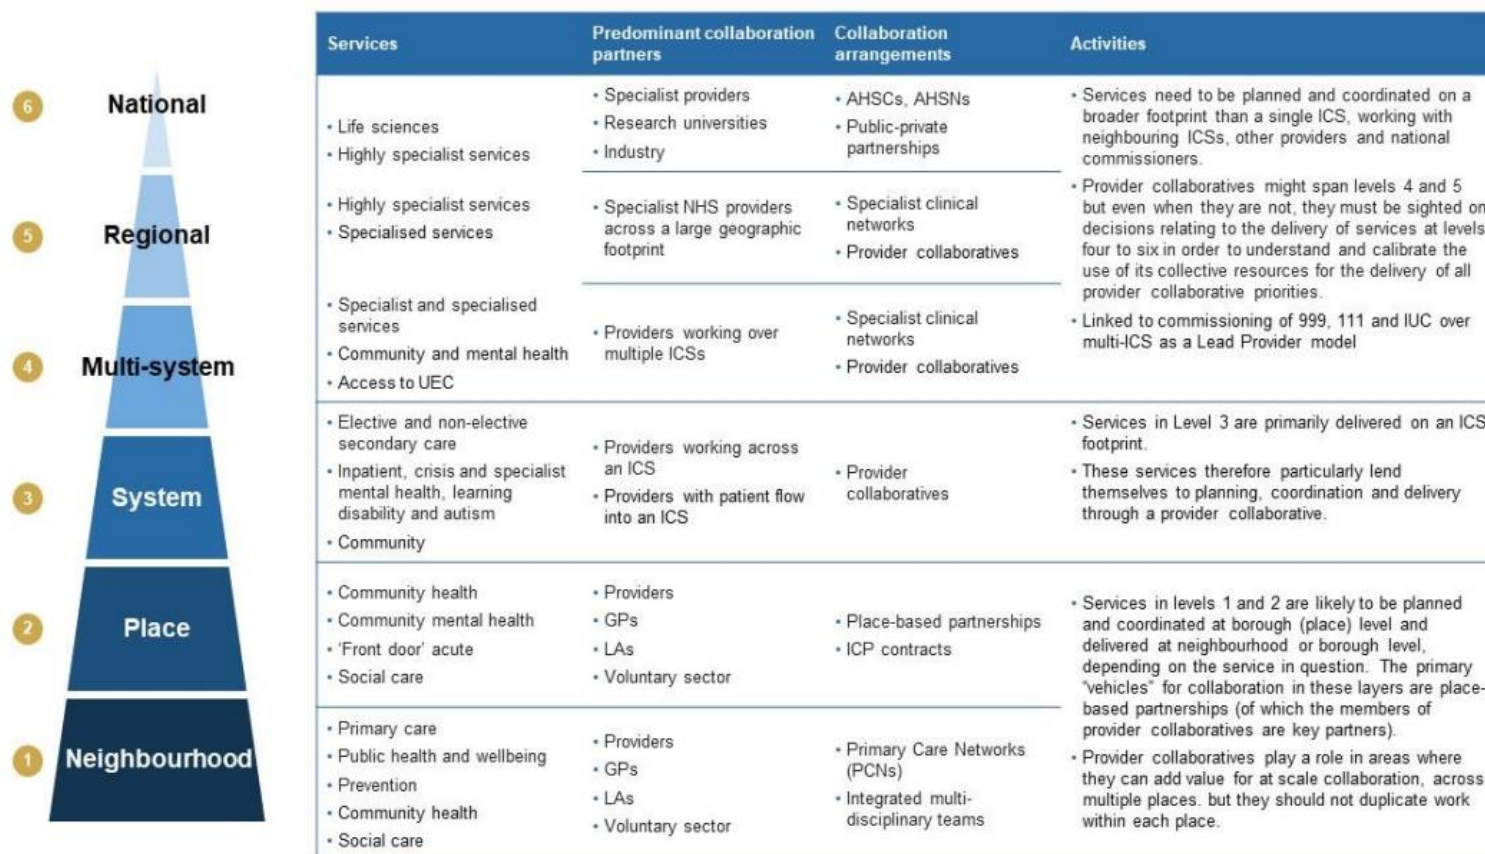 Services
Predominant collaboration
partners
Collaboration
arrangements
Activities
6
National
• Life sciences
• Highly specialist services
• Specialist providers
• Research universities
• Industry
• AHSCs, AHSNs
• Public-private
partnerships
• Services need to be planned and coordinated on a
broader footprint than a single ICS, working with
neighbouring ICSs, other providers and national
commissioners.
• Provider collaboratives might span levels 4 and 5
but even when they are not, they must be sighted on
decisions relating to the delivery of services at levels
four to six in order to understand and calibrate the
use of its collective resources for the delivery of all
provider collaborative priorities.
• Linked to commissioning of 999, 111 and IUC over
multi-ICS as a Lead Provider model
5
Regional
• Highly specialist services
• Specialised services
• Specialist NHS providers
across a large geographic
footprint
• Specialist clinical
networks
• Provider collaboratives
4
Multi-system
• Specialist and specialised
services
• Community and mental health
• Access to UEC
• Providers working over
multiple ICSs
• Specialist clinical
networks
• Provider collaboratives
3
System
• Elective and non-elective
secondary care
• Inpatient, crisis and specialist
mental health, learning
disability and autism
• Community
• Providers working across
an ICS
• Providers with patient flow
into an ICS
• Provider
collaboratives
• Services in Level 3 are primarily delivered on an ICS
footprint.
• These services therefore particularly lend
themselves to planning, coordination and delivery
through a provider collaborative.
2
Place
• Community health
• Community mental health
• 'Front door' acute
• Social care
• Providers
• GPs
• LAs
• Voluntary sector
• Place-based partnerships
• ICP contracts
• Services in levels 1 and 2 are likely to be planned
and coordinated at borough (place) level and
delivered at neighbourhood or borough level,
depending on the service in question. The primary
"vehicles" for collaboration in these layers are place-
based partnerships (of which the members of
provider collaboratives are key partners).
• Provider collaboratives play a role in areas where
they can add value for at scale collaboration, across
multiple places. but they should not duplicate work
within each place.
1
Neighbourhood
• Primary care
• Public health and wellbeing
• Prevention
• Community health
• Social care
• Providers
• GPs
• LAs
• Voluntary sector
• Primary Care Networks
(PCNs)
• Integrated multi-
disciplinary teams